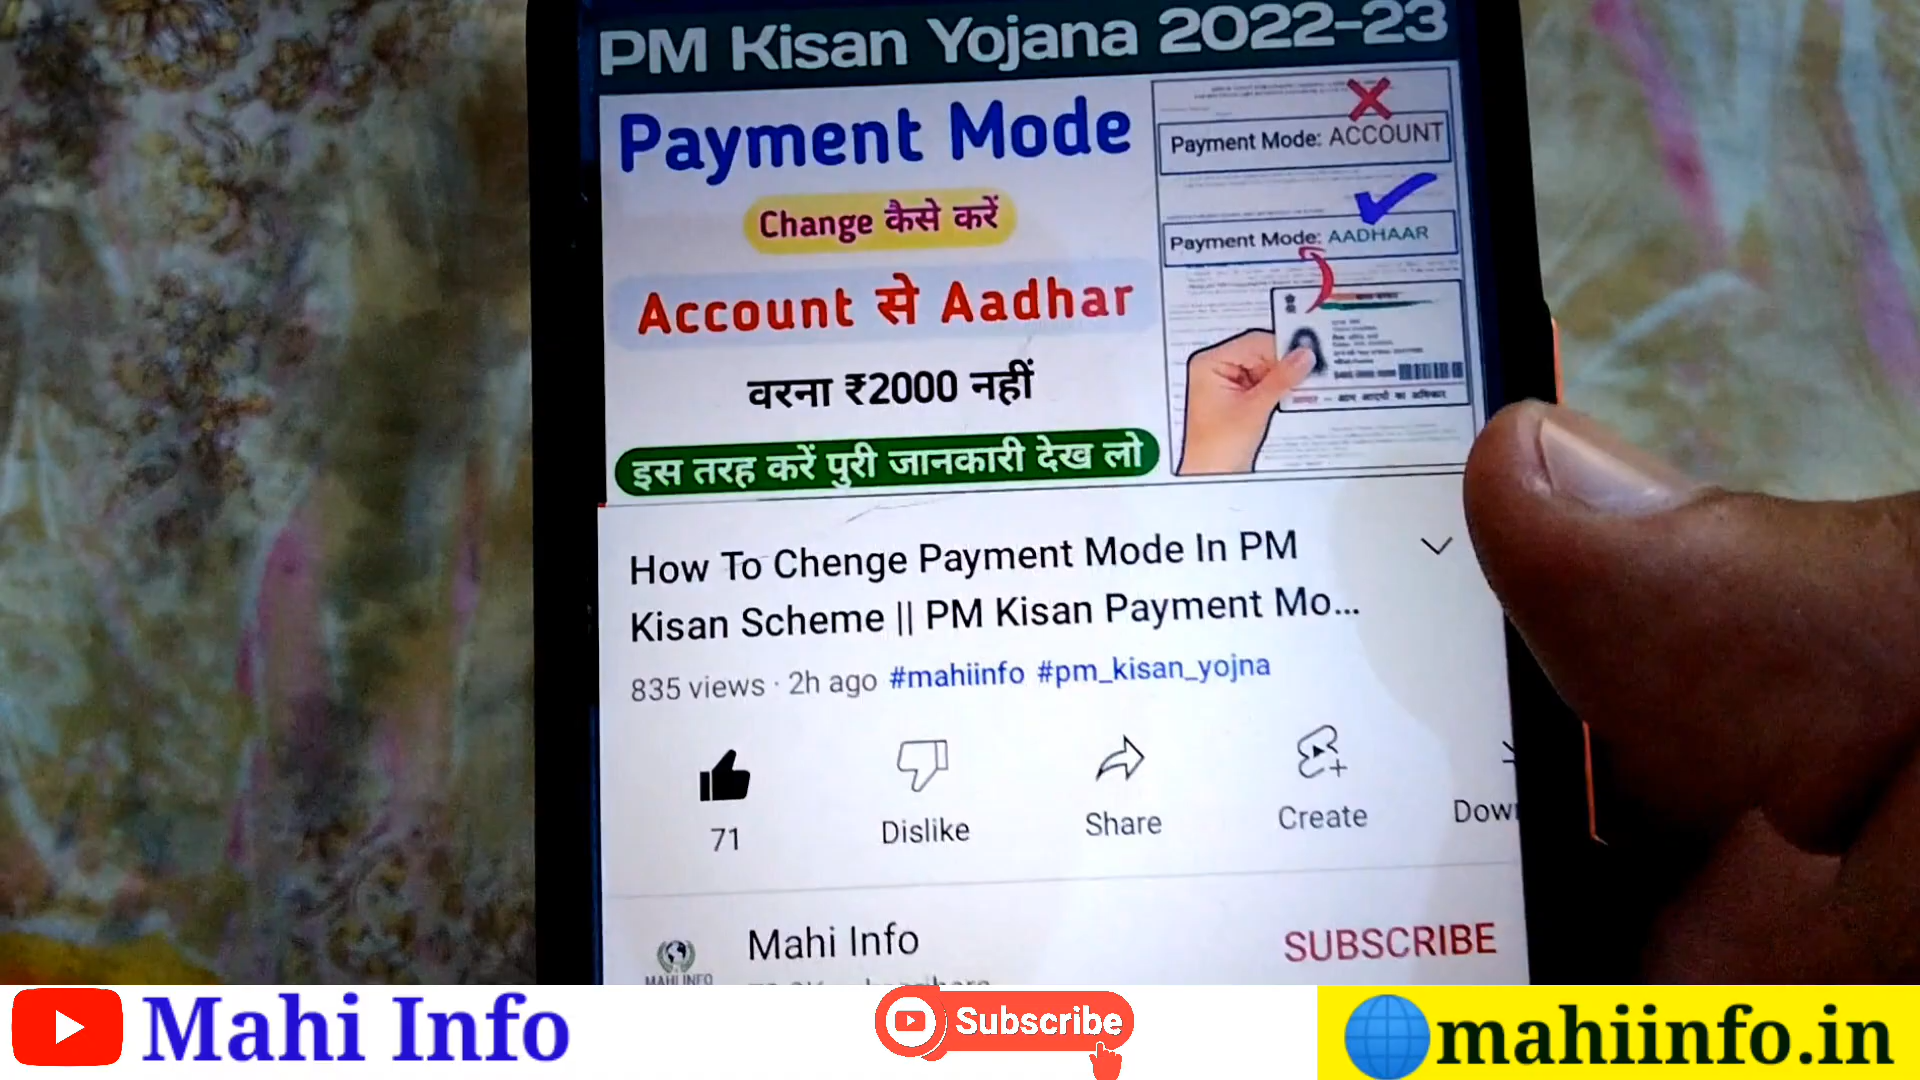 PM Kisan Yojana 2022-23
Payment Mode
Change कैसे करें
Account से Aadhar
वरना ₹2000 नहीं
इस तरह करें पुरी जानकारी देख लो
Payment Mode: ACCOUNT
Payment Mode: AADHAAR
How To Chenge Payment Mode In PM
Kisan Scheme || PM Kisan Payment Mo...
835 views · 2h ago #mahiinfo #pm_kisan_yojna
71
Dislike
Share
Create
Dow
Mahi Info
SUBSCRIBE
MAHI INFO
Mahi Info
Subscribe
mahiinfo.in